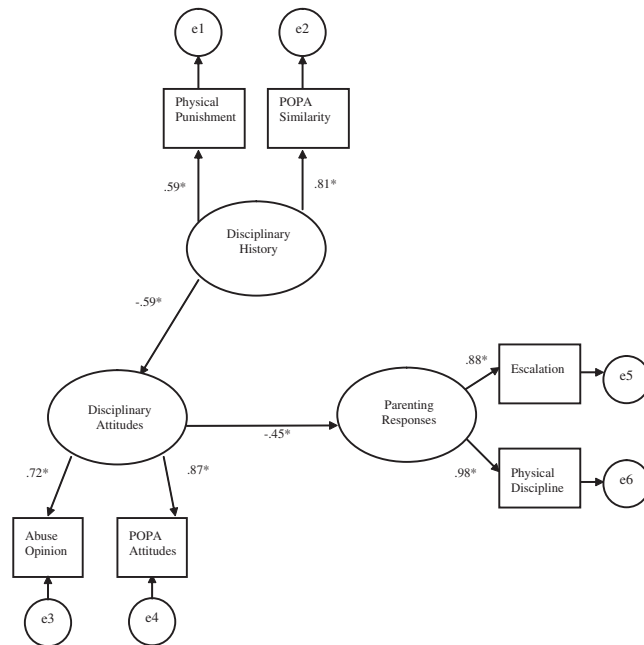 e1
e2
Physical
Punishment
POPA
Similarity
.59*
.81*
Disciplinary
History
-.59*
Disciplinary
Attitudes
-.45*
Parenting
Responses
.88*
Escalation
e5
.98*
Physical
Discipline
e6
.72*
.87*
Abuse
Opinion
POPA
Attitudes
e3
e4